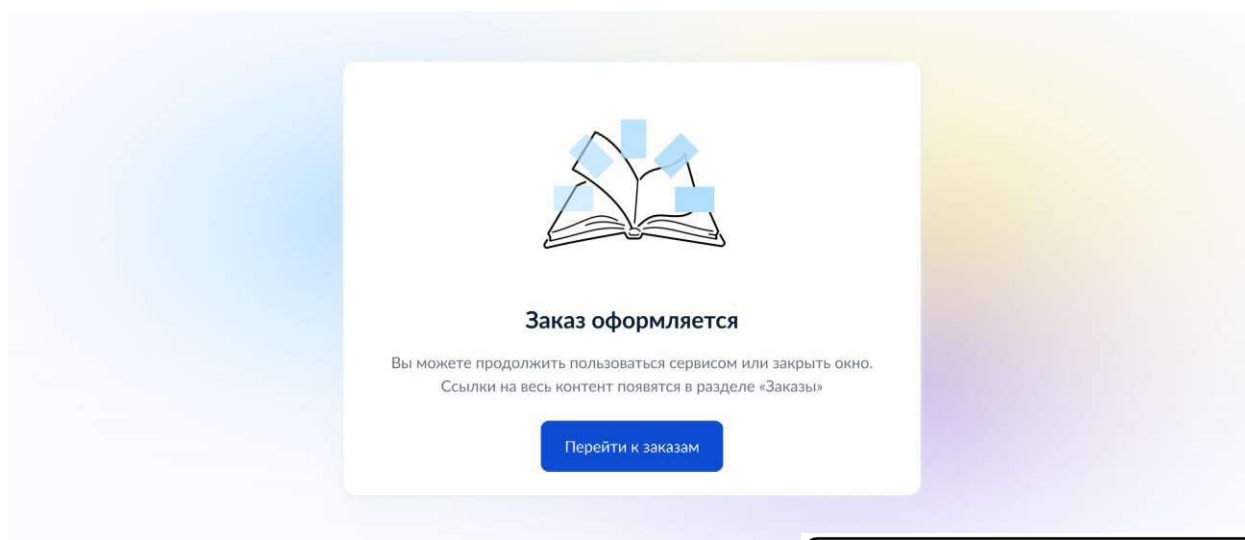 Заказ оформляется
Вы можете продолжить пользоваться сервисом или закрыть окно.
Ссылки на весь контент появятся в разделе «Заказы»
Перейти к заказам